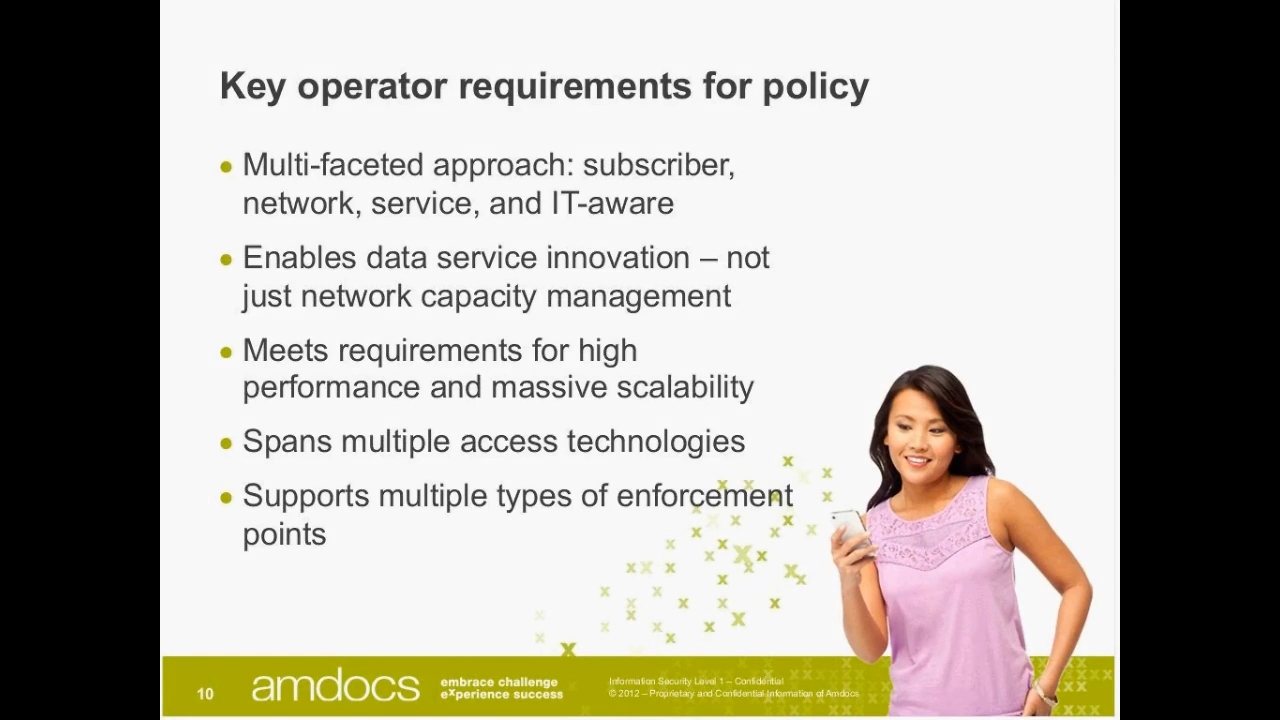 Key operator requirements for policy
• Multi-faceted approach: subscriber,
network, service, and IT-aware
• Enables data service innovation – not
just network capacity management
• Meets requirements for high
performance and massive scalability
• Spans multiple access technologies
• Supports multiple types of enforcement
points
10
amdocs
embrace challenge
experience success
Information Security Level 1 – Confidential
© 2012 – Proprietary and Confidential Information of Amdocs